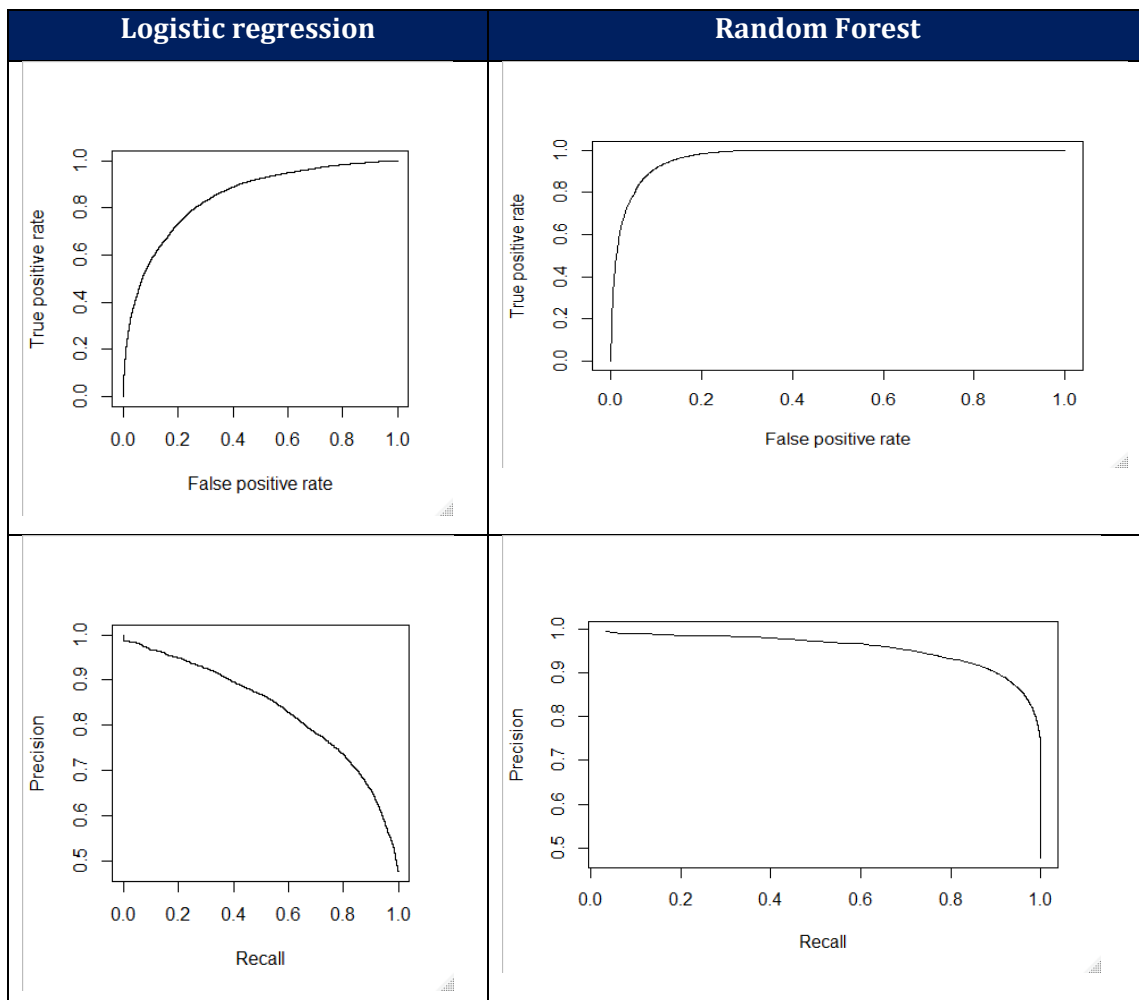 Logistic regression
Random Forest
True positive rate
1.0
0.8
0.6
0.4
0.2
0.0
0.0 0.2 0.4 0.6 0.8 1.0
False positive rate
True positive rate
1.0
0.8
0.6
0.4
0.2
0.0
0.0 0.2 0.4 0.6 0.8 1.0
False positive rate
Precision
1.0
0.9
0.8
0.7
0.6
0.5
0.0 0.2 0.4 0.6 0.8 1.0
Recall
Precision
1.0
0.9
0.8
0.7
0.6
0.5
0.0 0.2 0.4 0.6 0.8 1.0
Recall